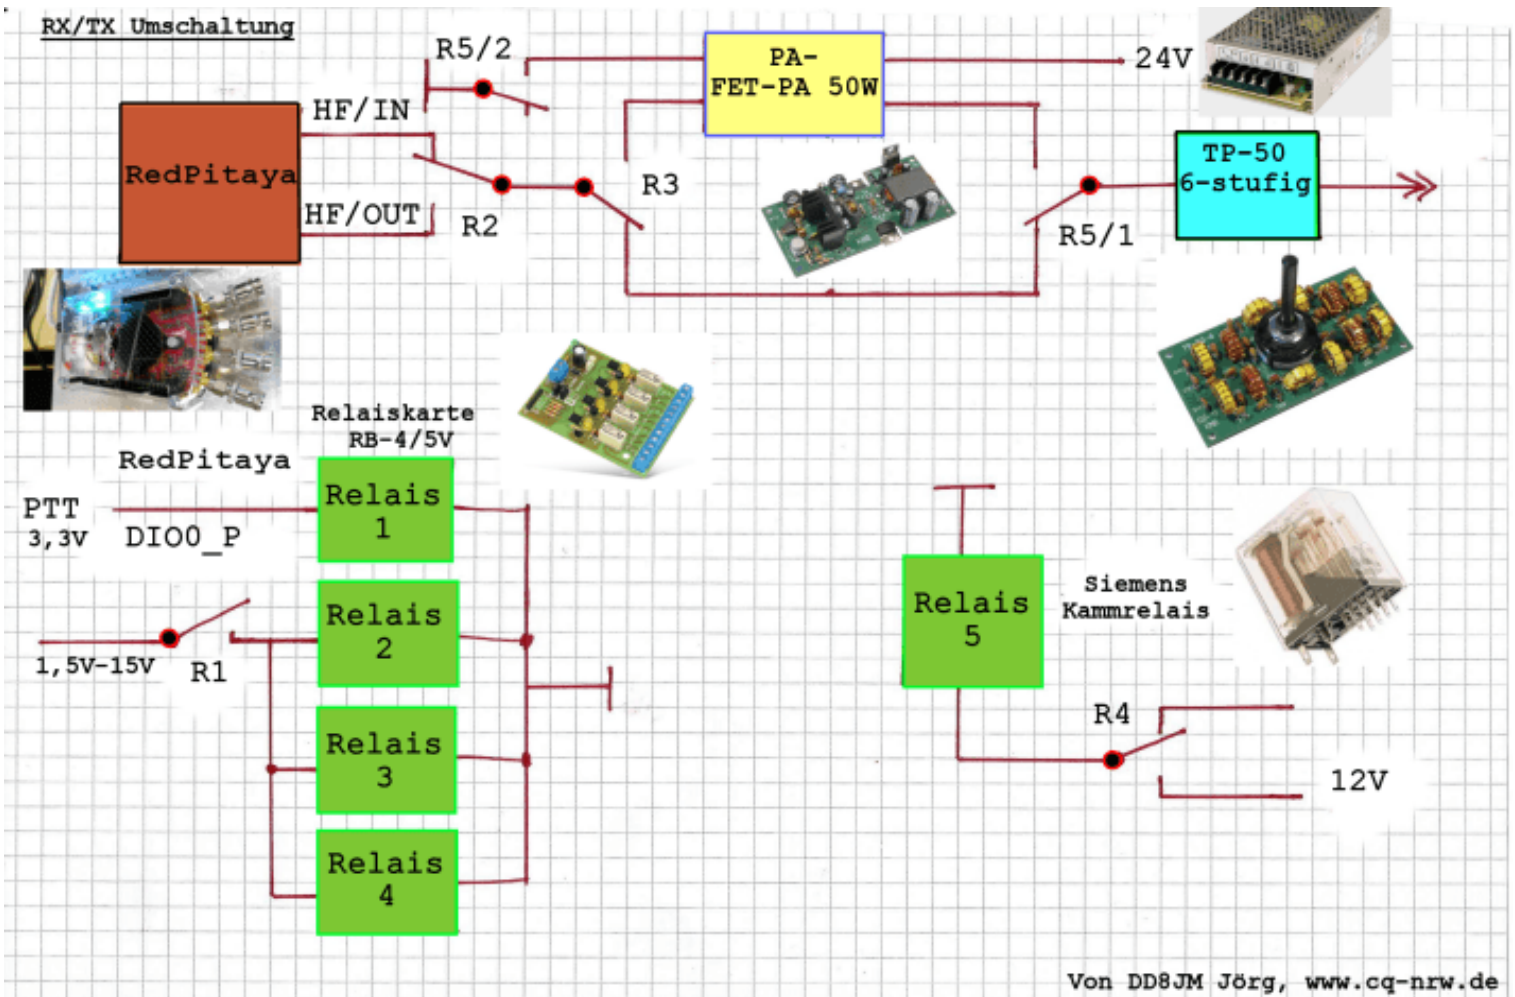 RX/TX Umschaltung
R5/2
PA-
FET-PA 50W
24V
HF/IN
RedPitaya
HF/OUT
R2
R3
R5/1
TP-50
6-stufig
Relaiskarte
RB-4/5V
RedPitaya
PTT
3,3V
DIO0_P
Relais
1
1,5V-15V
R1
Relais
2
Relais
3
Relais
4
Relais
5
Siemens
Kammrelais
R4
12V
Von DD8JM Jörg, www.cq-nrw.de